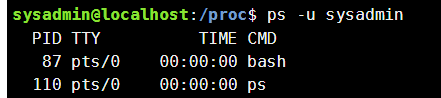 sysadmin@localhost:/proc$ ps -u sysadmin
PID TTY TIME CMD
87 pts/0 00:00:00 bash
110 pts/0 00:00:00 ps